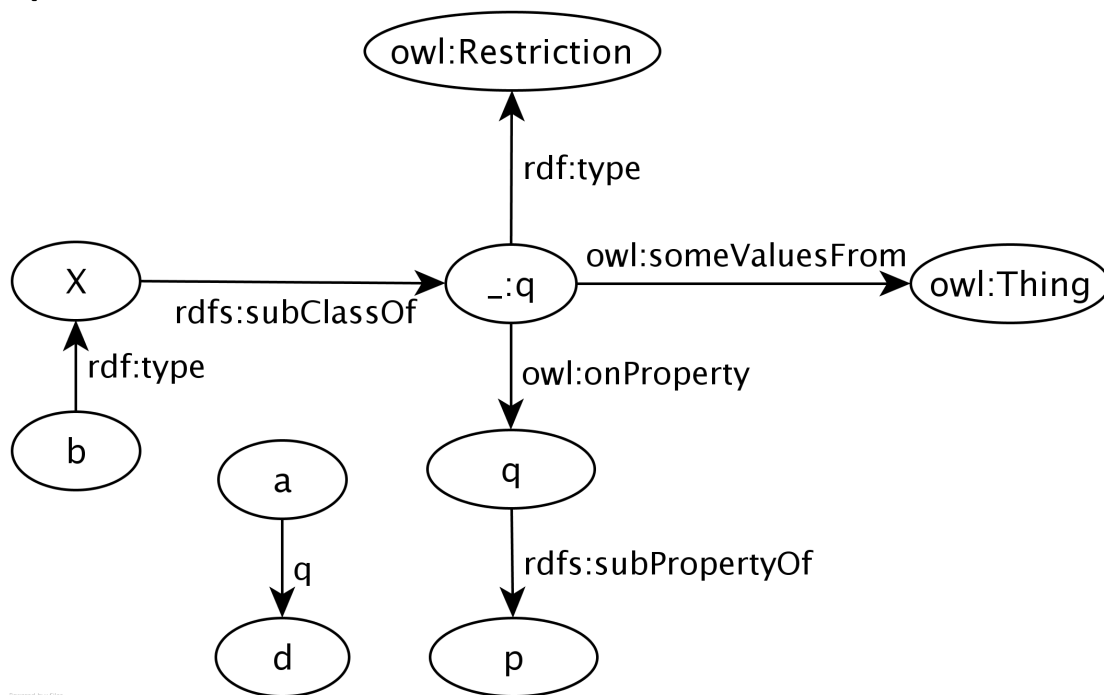 owl:Restriction
rdf:type
owl:someValuesFrom
X
_:q
owl:Thing
rdfs:subClassOf
rdf:type
owl:onProperty
b
a
q
q
rdfs:subPropertyOf
d
p